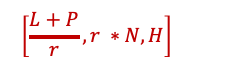 [(L + P)/r, r * N, H]